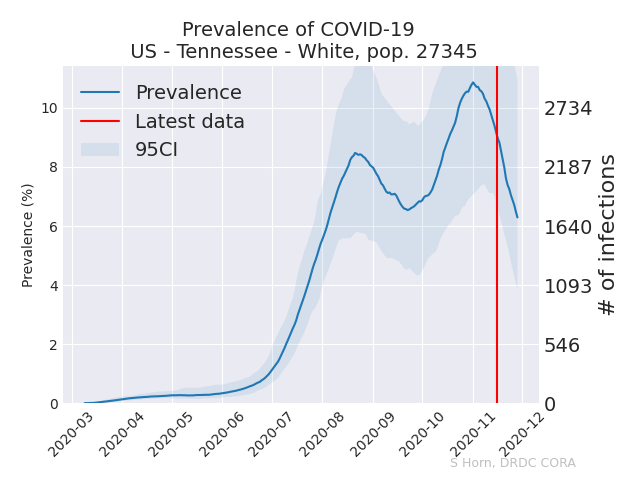 Prevalence of COVID-19
US - Tennessee - White, pop. 27345
Prevalence
Latest data
95CI
Prevalence (%)
10
8
6
4
2
0
2734
2187
1640
1093
546
0
# of infections
2020-03
2020-04
2020-05
2020-06
2020-07
2020-08
2020-09
2020-10
2020-11
2020-12
S Horn, DRDC CORA